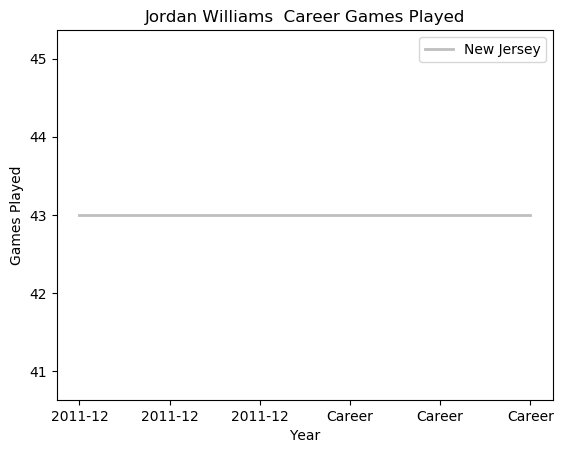 Jordan Williams  Career Games Played
New Jersey
45
44
43
42
41
Games Played
2011-12 2011-12 2011-12 Career Career Career
Year